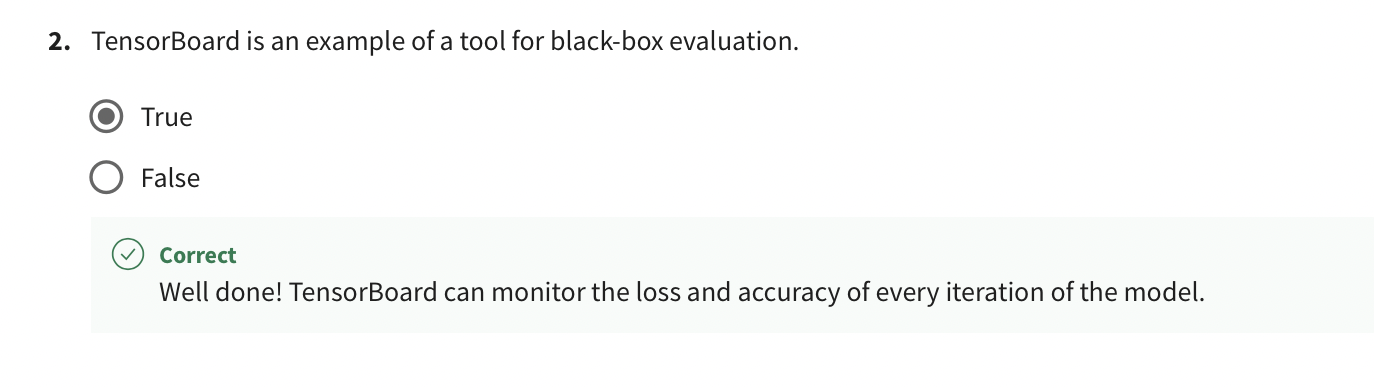 2. TensorBoard is an example of a tool for black-box evaluation.
True
False
Correct
Well done! TensorBoard can monitor the loss and accuracy of every iteration of the model.